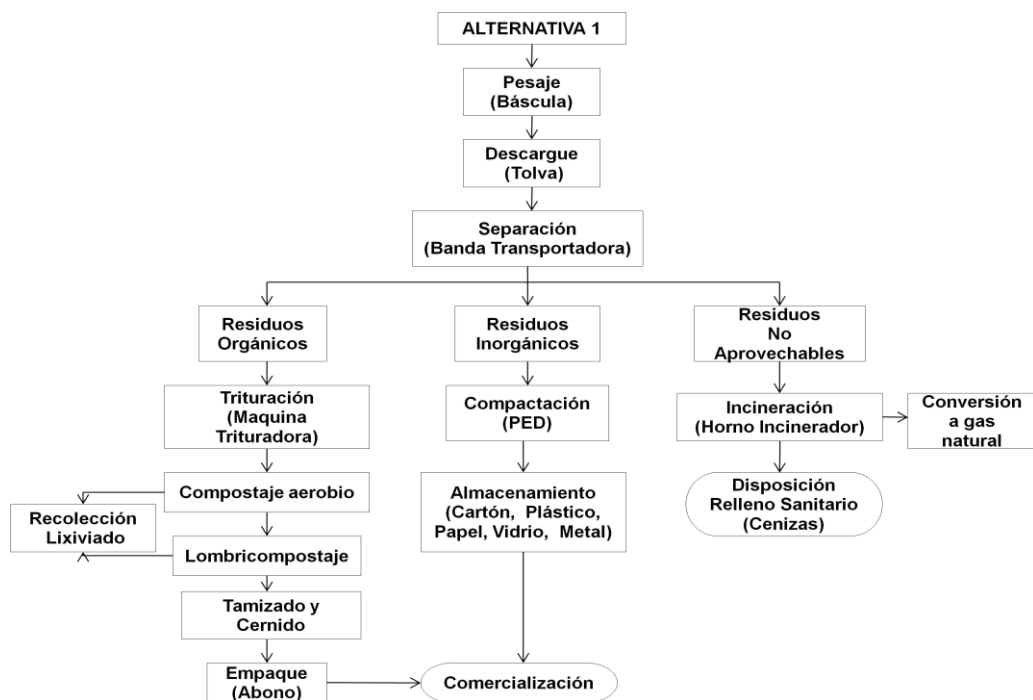 ALTERNATIVA 1
Pesaje
(Báscula)
Descargue
(Tolva)
Separación
(Banda Transportadora)
Residuos
Orgánicos
Residuos
Inorgánicos
Residuos
No
Aprovechables
Trituración
(Maquina
Trituradora)
Compactación
(PED)
Incineración
(Horno Incinerador)
Conversión
a gas
natural
Compostaje aerobio
Recolección
Lixiviado
Lombricompostaje
Almacenamiento
(Cartón, Plástico,
Papel, Vidrio, Metal)
Disposición
Relleno Sanitario
(Cenizas)
Tamizado y
Cernido
Empaque
(Abono)
Comercialización